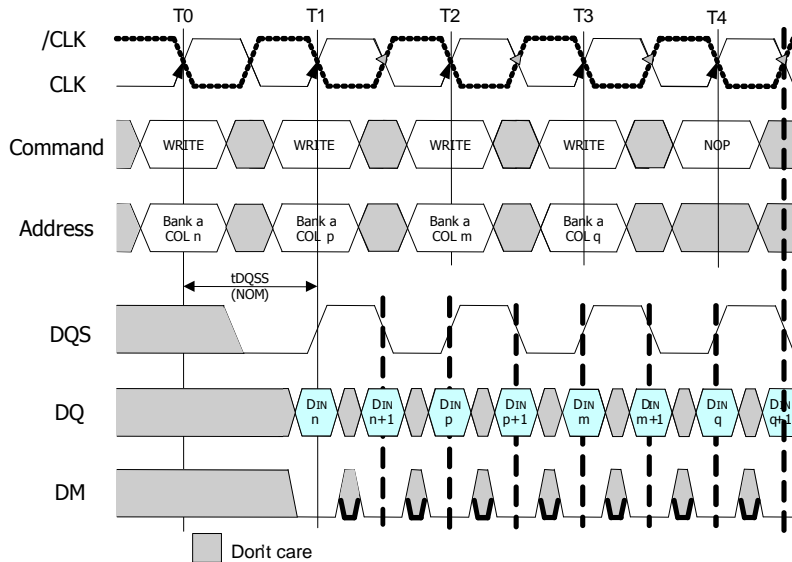 T0 T1 T2 T3 T4
/CLK
CLK
Command WRITE WRITE WRITE WRITE NOP
Address Bank a Bank a Bank a Bank a
COL n COL p COL m COL q
tDQSS
(NOM)
DQS
DQ DIN DIN DIN DIN DIN DIN DIN DIN
n n+1 p p+1 m m+1 q q+1
DM
Don't care